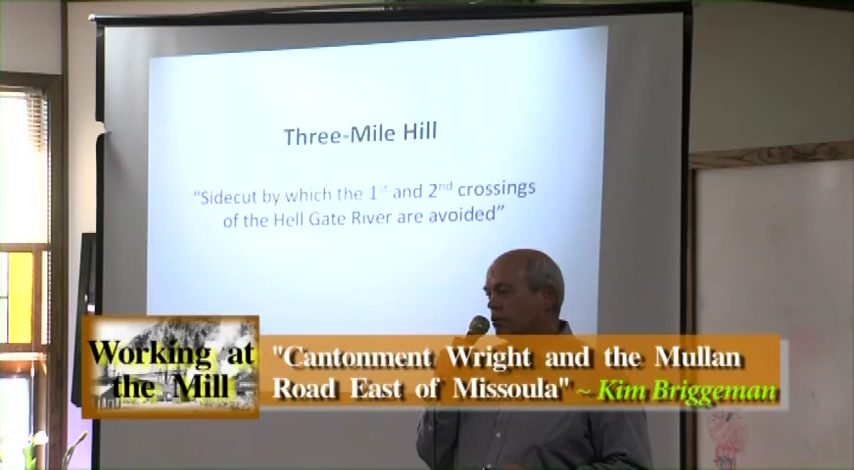 Three-Mile Hill
"Sidecut by which the 1st and 2nd crossings
of the Hell Gate River are avoided"
Working at
the Mill
"Cantonment Wright and the Mullan
Road East of Missoula" ~ Kim Briggeman